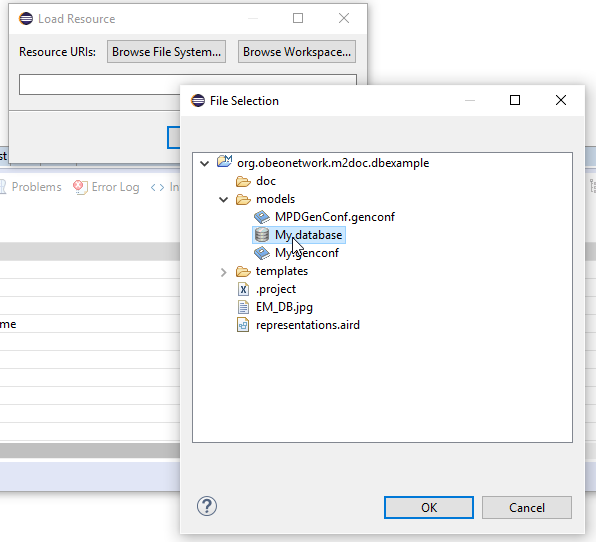 Load Resource
Resource URIs: Browse File System... Browse Workspace...
File Selection
org.obeonetwork.m2doc.dbexample
doc
models
MPDGenConf.genconf
My.database
My.genconf
templates
.project
EM_DB.jpg
representations.aird
st
Problems Error Log In
me
OK Cancel